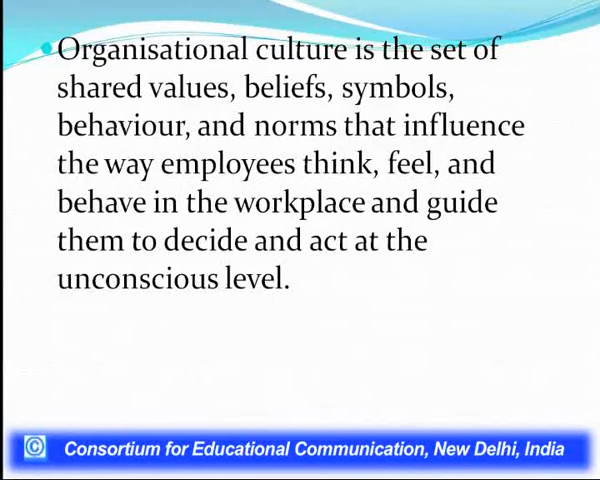 Organisational culture is the set of
shared values, beliefs, symbols,
behaviour, and norms that influence
the way employees think, feel, and
behave in the workplace and guide
them to decide and act at the
unconscious level.
© Consortium for Educational Communication, New Delhi, India